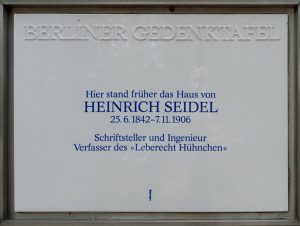 BERLINER GEDENKTAFEL
Hier stand früher das Haus von
HEINRICH SEIDEL
25.6.1842–7.11.1906
Schriftsteller und Ingenieur
Verfasser des »Leberecht Hühnchen«